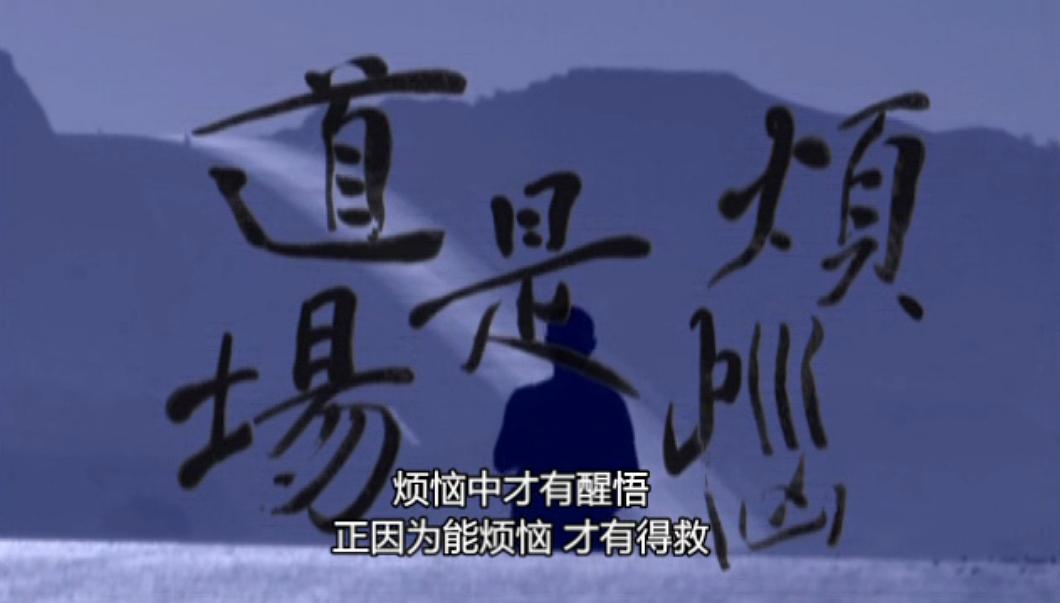 煩惱
是
道場
烦恼中才有醒悟
正因为能烦恼 才有得救